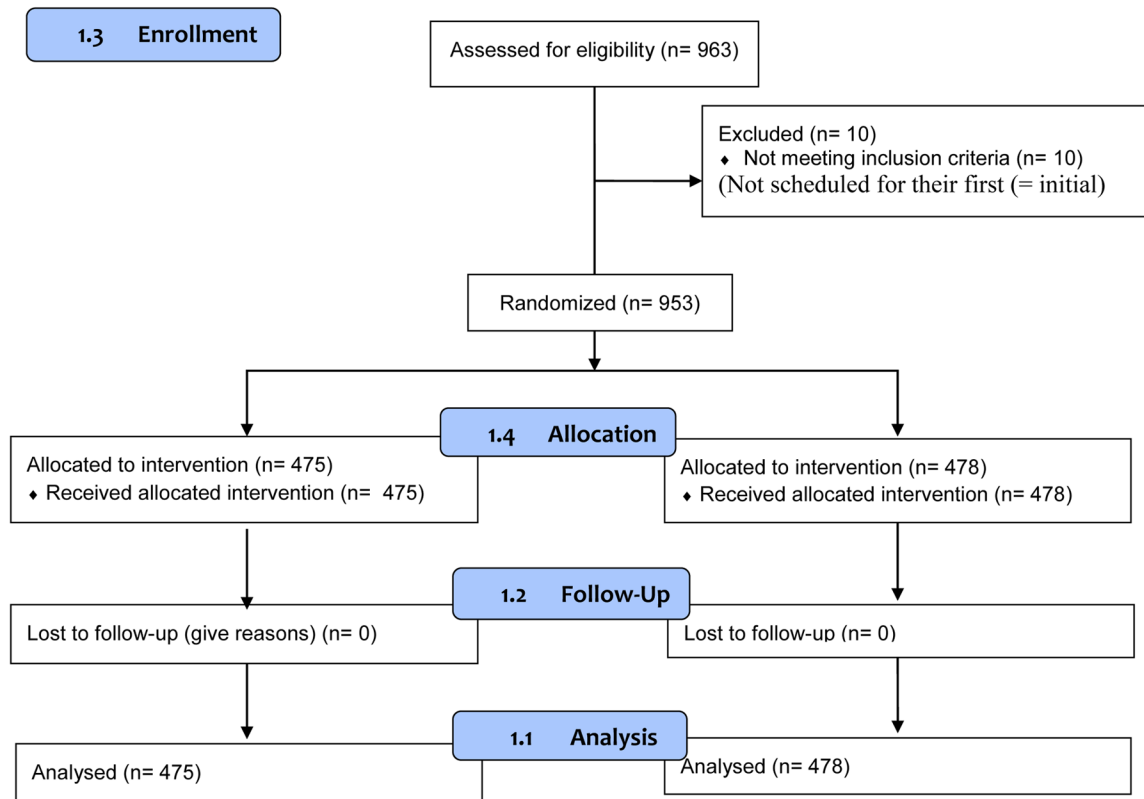 1.3 Enrollment
Assessed for eligibility (n= 963)
Excluded (n= 10)
♦ Not meeting inclusion criteria (n= 10)
(Not scheduled for their first (= initial)
Randomized (n= 953)
1.4 Allocation
Allocated to intervention (n= 475)
♦ Received allocated intervention (n= 475)
Allocated to intervention (n= 478)
♦ Received allocated intervention (n= 478)
1.2 Follow-Up
Lost to follow-up (give reasons) (n= 0)
Lost to follow-up (n= 0)
1.1 Analysis
Analysed (n= 475)
Analysed (n= 478)